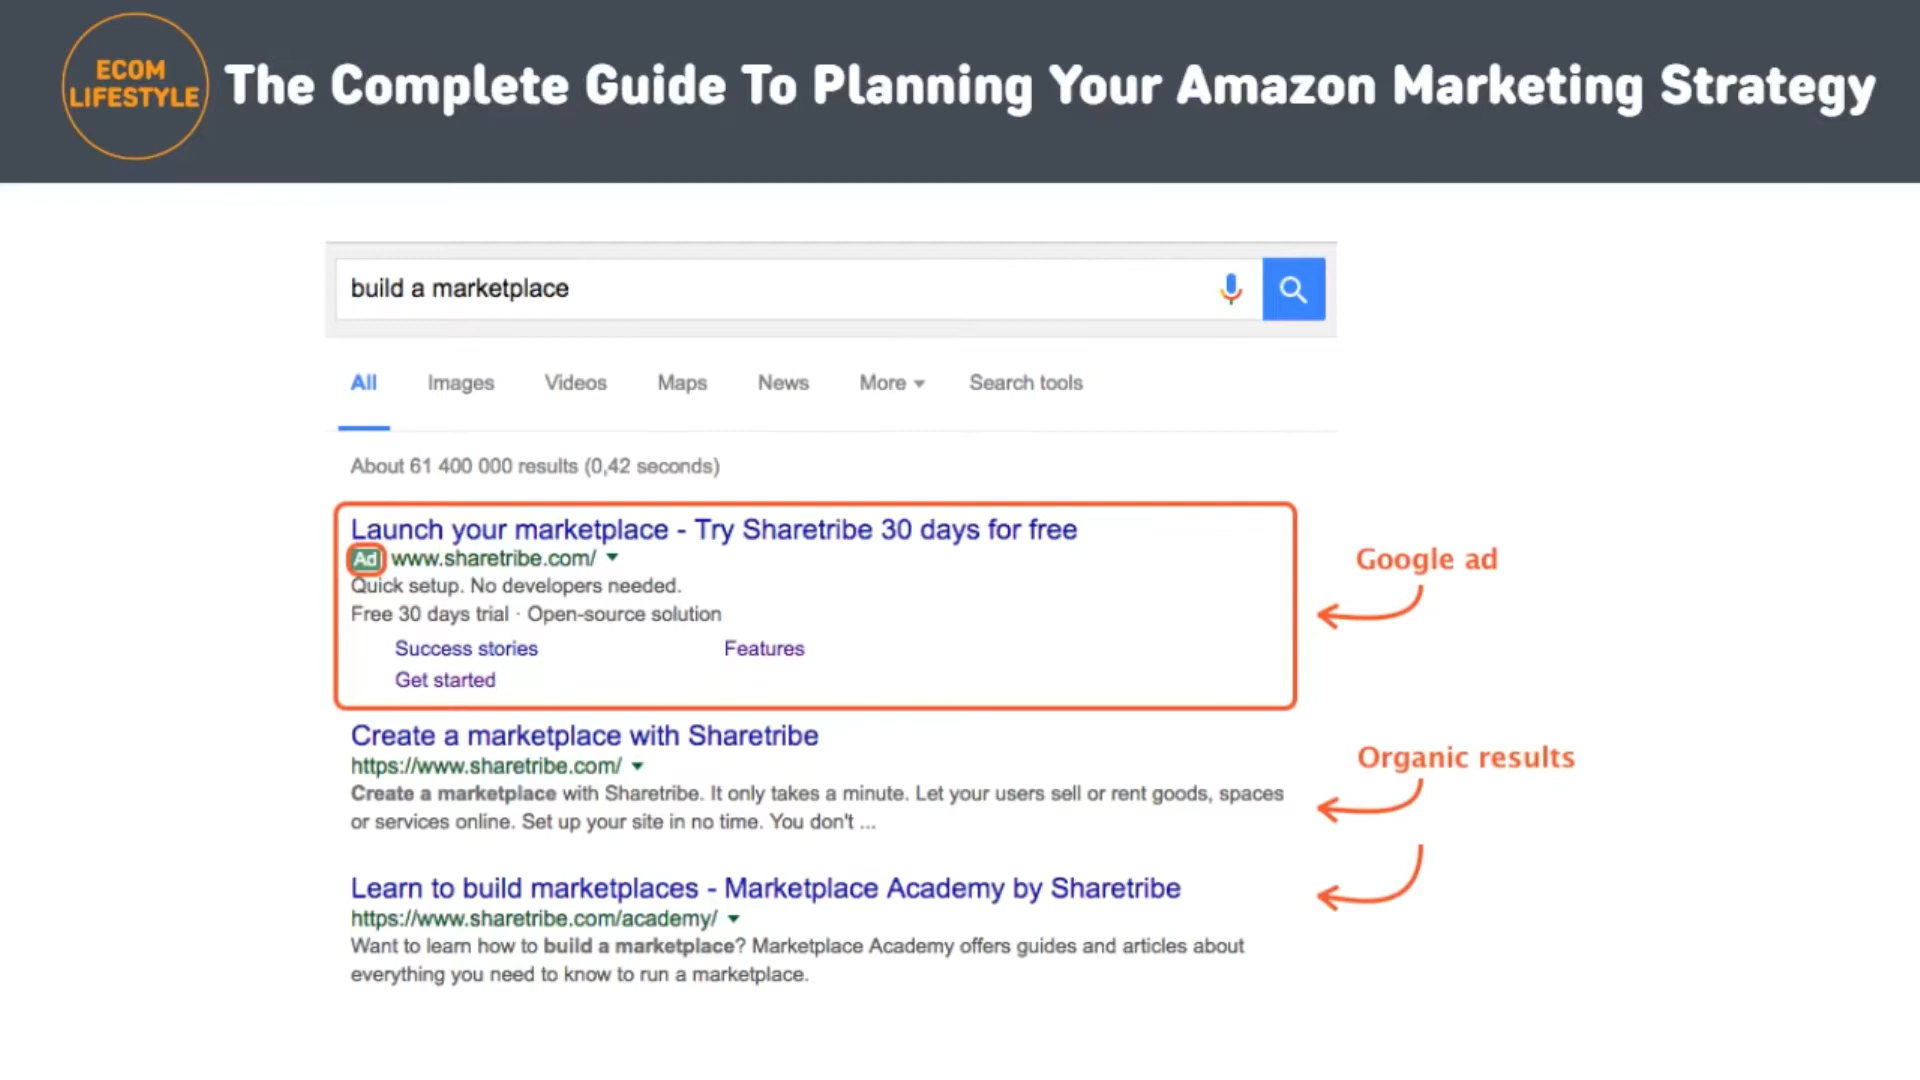 ECOM
LIFESTYLE
The Complete Guide To Planning Your Amazon Marketing Strategy
build a marketplace
All Images Videos Maps News More Search tools
About 61 400 000 results (0,42 seconds)
Launch your marketplace - Try Sharetribe 30 days for free
Ad www.sharetribe.com/
Quick setup. No developers needed.
Free 30 days trial · Open-source solution
Success stories Features
Get started
Google ad
Create a marketplace with Sharetribe
https://www.sharetribe.com/
Create a marketplace with Sharetribe. It only takes a minute. Let your users sell or rent goods, spaces
or services online. Set up your site in no time. You don't ...
Organic results
Learn to build marketplaces - Marketplace Academy by Sharetribe
https://www.sharetribe.com/academy/
Want to learn how to build a marketplace? Marketplace Academy offers guides and articles about
everything you need to know to run a marketplace.